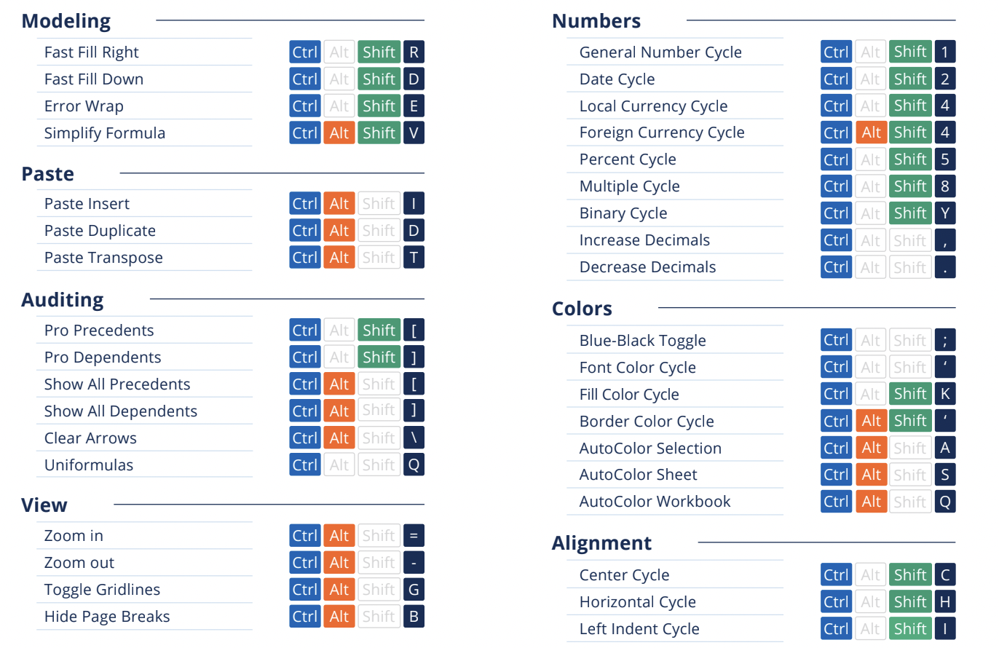 Modeling
Fast Fill Right Ctrl Alt Shift R
Fast Fill Down Ctrl Alt Shift D
Error Wrap Ctrl Alt Shift E
Simplify Formula Ctrl Alt Shift V
Paste
Paste Insert Ctrl Alt Shift I
Paste Duplicate Ctrl Alt Shift D
Paste Transpose Ctrl Alt Shift T
Auditing
Pro Precedents Ctrl Alt Shift [
Pro Dependents Ctrl Alt Shift ]
Show All Precedents Ctrl Alt Shift [
Show All Dependents Ctrl Alt Shift ]
Clear Arrows Ctrl Alt Shift \
Uniformulas Ctrl Alt Shift Q
View
Zoom in Ctrl Alt Shift =
Zoom out Ctrl Alt Shift -
Toggle Gridlines Ctrl Alt Shift G
Hide Page Breaks Ctrl Alt Shift B
Numbers
General Number Cycle Ctrl Alt Shift 1
Date Cycle Ctrl Alt Shift 2
Local Currency Cycle Ctrl Alt Shift 4
Foreign Currency Cycle Ctrl Alt Shift 4
Percent Cycle Ctrl Alt Shift 5
Multiple Cycle Ctrl Alt Shift 8
Binary Cycle Ctrl Alt Shift Y
Increase Decimals Ctrl Alt Shift ,
Decrease Decimals Ctrl Alt Shift .
Colors
Blue-Black Toggle Ctrl Alt Shift ;
Font Color Cycle Ctrl Alt Shift ‘
Fill Color Cycle Ctrl Alt Shift K
Border Color Cycle Ctrl Alt Shift ‘
AutoColor Selection Ctrl Alt Shift A
AutoColor Sheet Ctrl Alt Shift S
AutoColor Workbook Ctrl Alt Shift Q
Alignment
Center Cycle Ctrl Alt Shift C
Horizontal Cycle Ctrl Alt Shift H
Left Indent Cycle Ctrl Alt Shift I